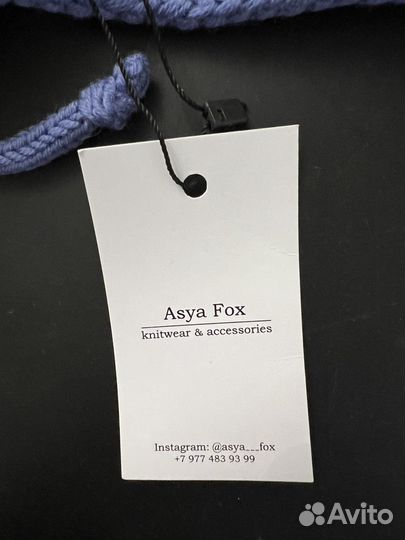 Asya Fox
knitwear & accessories
Instagram: @asya___fox
+7 977 483 93 99
Avito